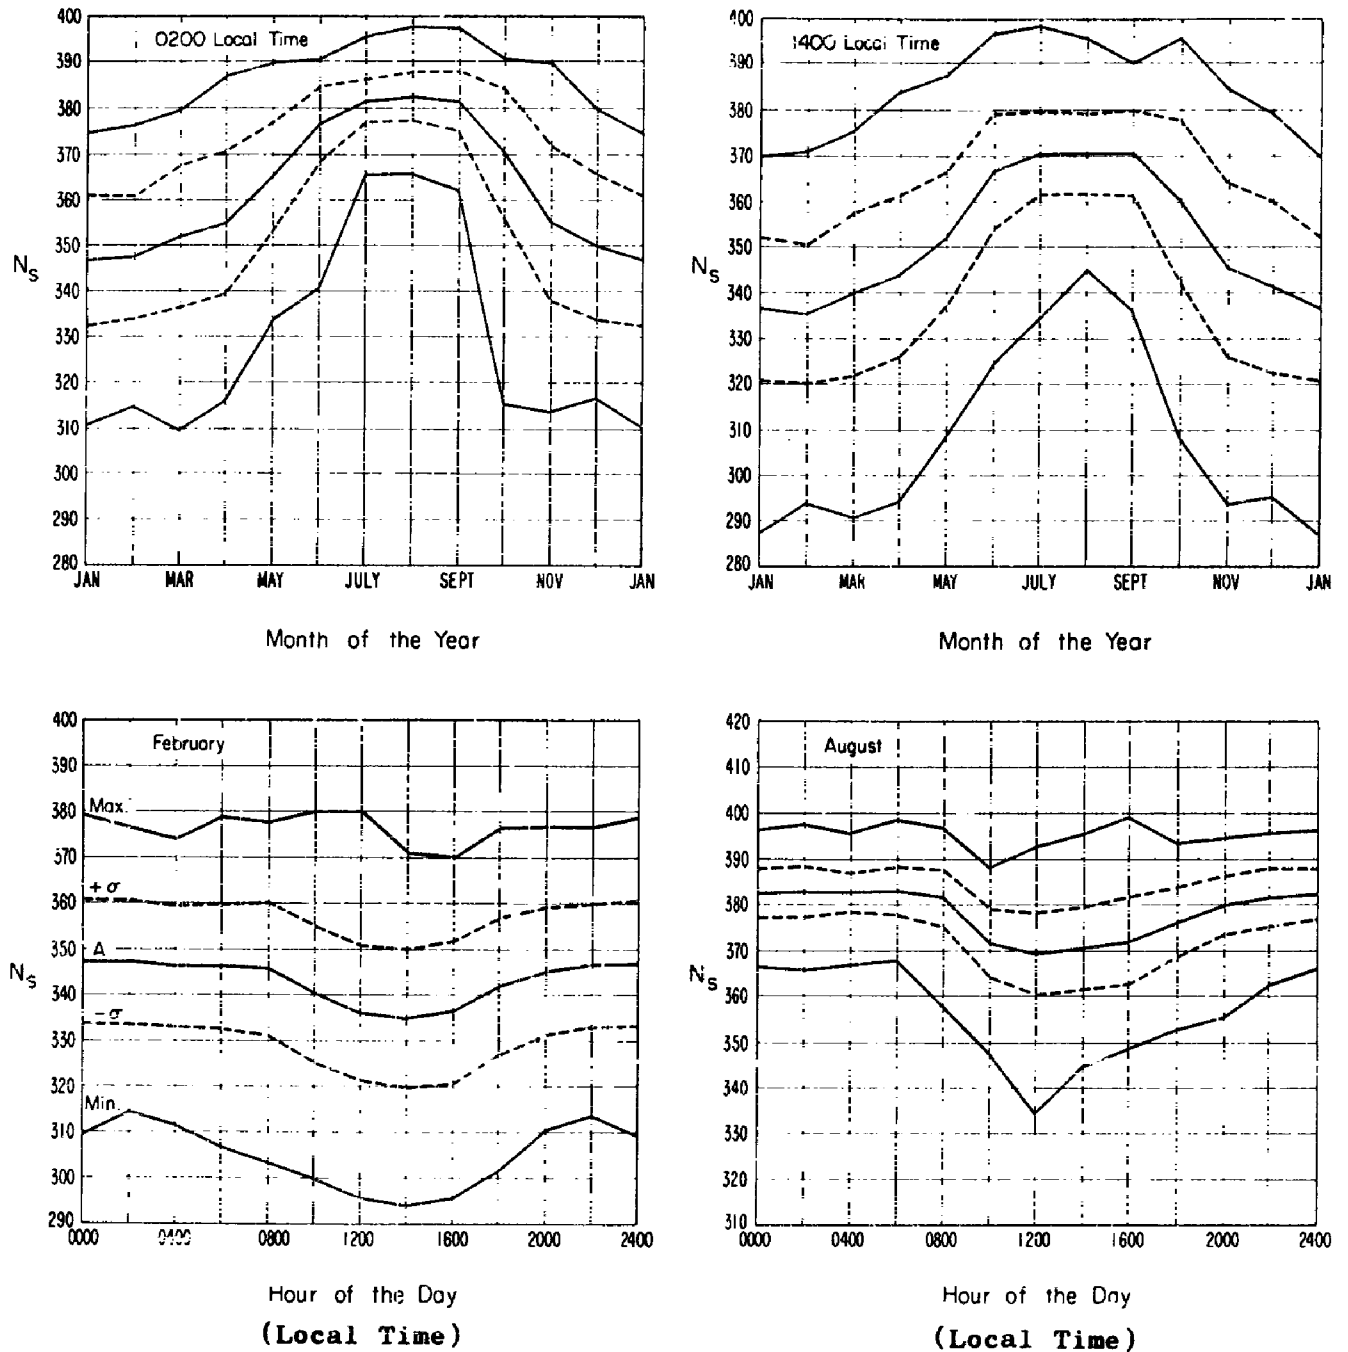 0200 Local Time
400
390
380
370
360
350
340
330
320
310
300
290
280
Ns
JAN MAR MAY JULY SEPT NOV JAN
Month of the Year
1400 Local Time
400
390
380
370
360
350
340
330
320
310
300
290
280
Ns
JAN MAR MAY JULY SEPT NOV JAN
Month of the Year
February
400
390
380
370
360
350
340
330
320
310
300
290
Max.
+σ
A
-σ
Min.
Ns
0000 0400 0800 1200 1600 2000 2400
Hour of the Day
(Local Time)
August
420
410
400
390
380
370
360
350
340
330
320
310
Ns
0000 0400 0800 1200 1600 2000 2400
Hour of the Day
(Local Time)